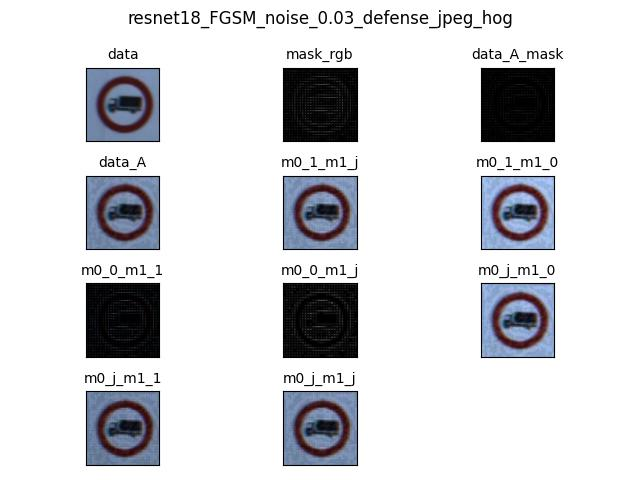 resnet18_FGSM_noise_0.03_defense_jpeg_hog
data
mask_rgb
data_A_mask
data_A
m0_1_m1_j
m0_1_m1_0
m0_0_m1_1
m0_0_m1_j
m0_j_m1_0
m0_j_m1_1
m0_j_m1_j